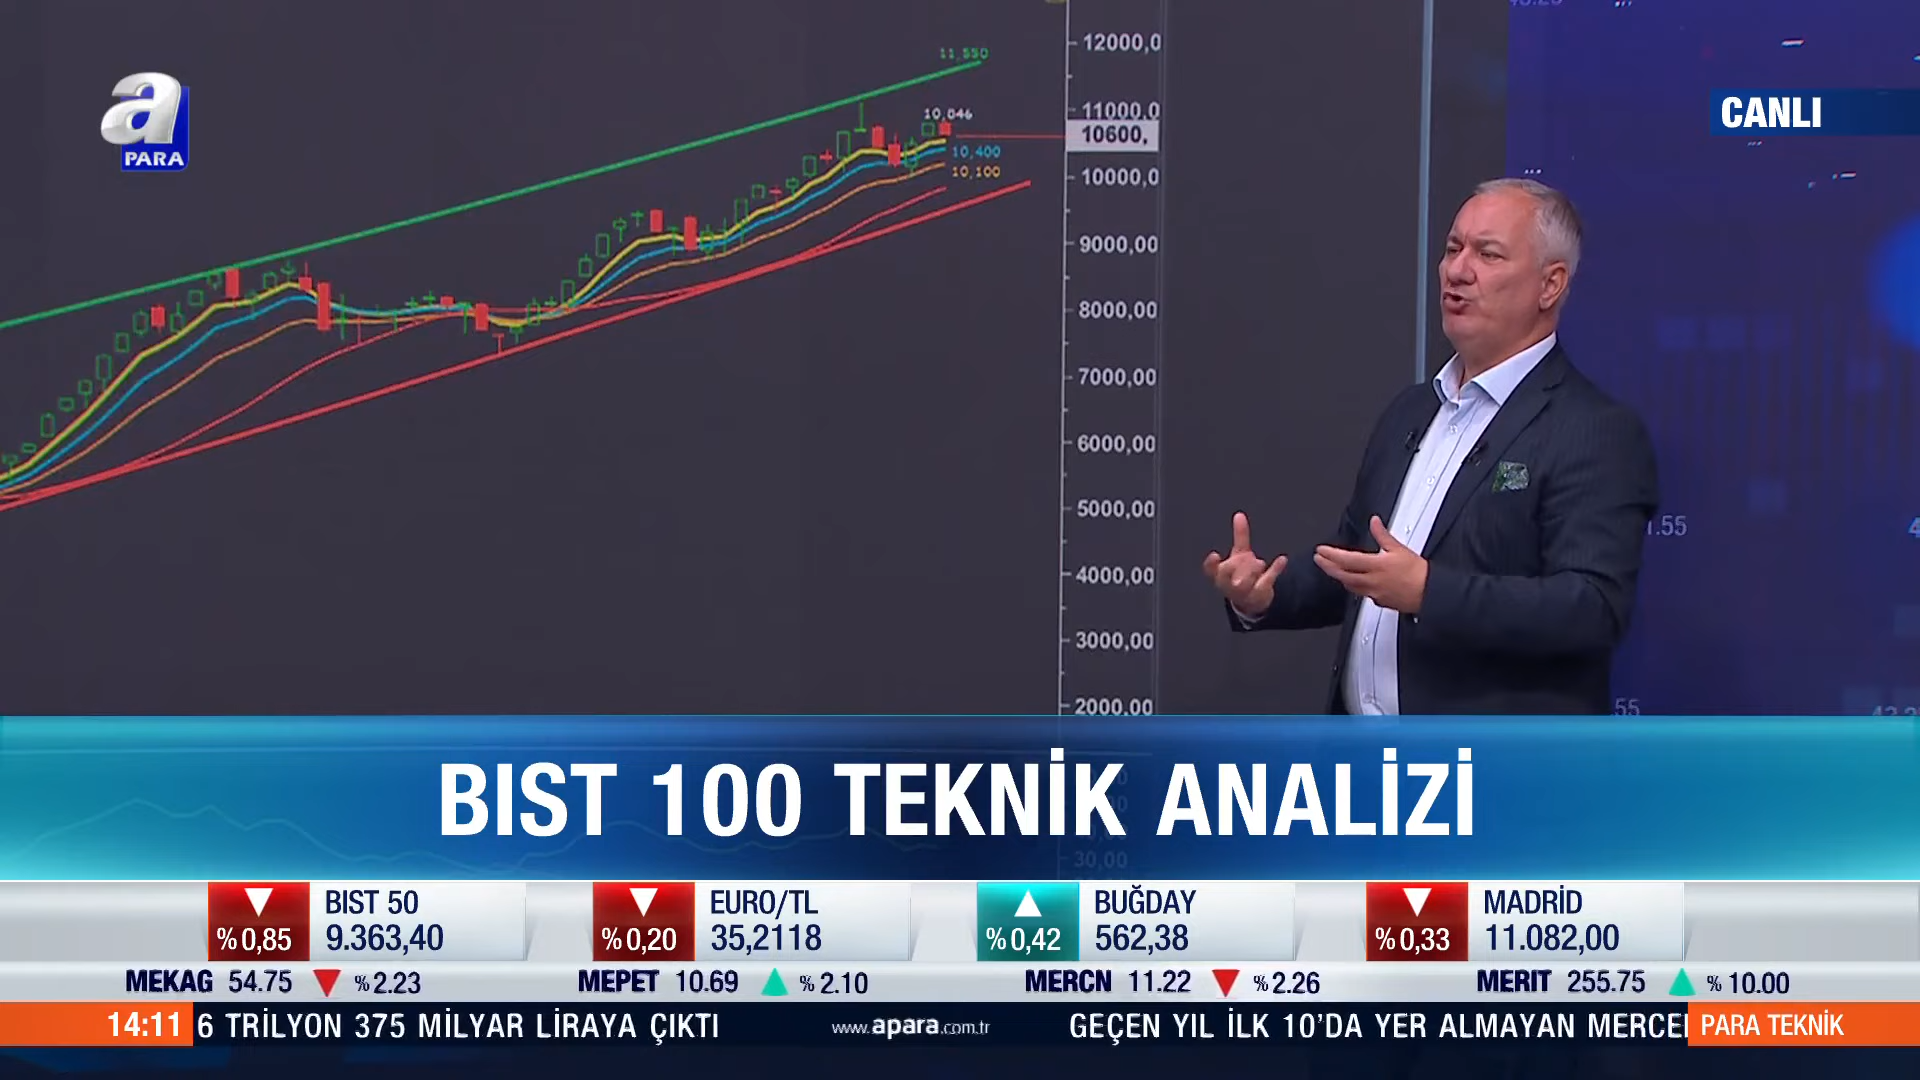 a
PARA
11,550
10,046
10,400
10,100
12000,0
11000,0
10600,
10000,0
9000,00
8000,00
7000,00
6000,00
5000,00
4000,00
3000,00
2000,00
30,00
CANLI
BIST 100 TEKNİK ANALİZİ
%0,85 BIST 50 9.363,40
%0,20 EURO/TL 35,2118
%0,42 BUĞDAY 562,38
%0,33 MADRİD 11.082,00
MEKAG 54.75 %2.23 MEPET 10.69 % 2.10 MERCN 11.22 %2.26 MERIT 255.75 % 10.00
14:11 6 TRİLYON 375 MİLYAR LİRAYA ÇIKTI www.apara.com.tr GEÇEN YIL İLK 10'DA YER ALMAYAN PARA TEKNİK